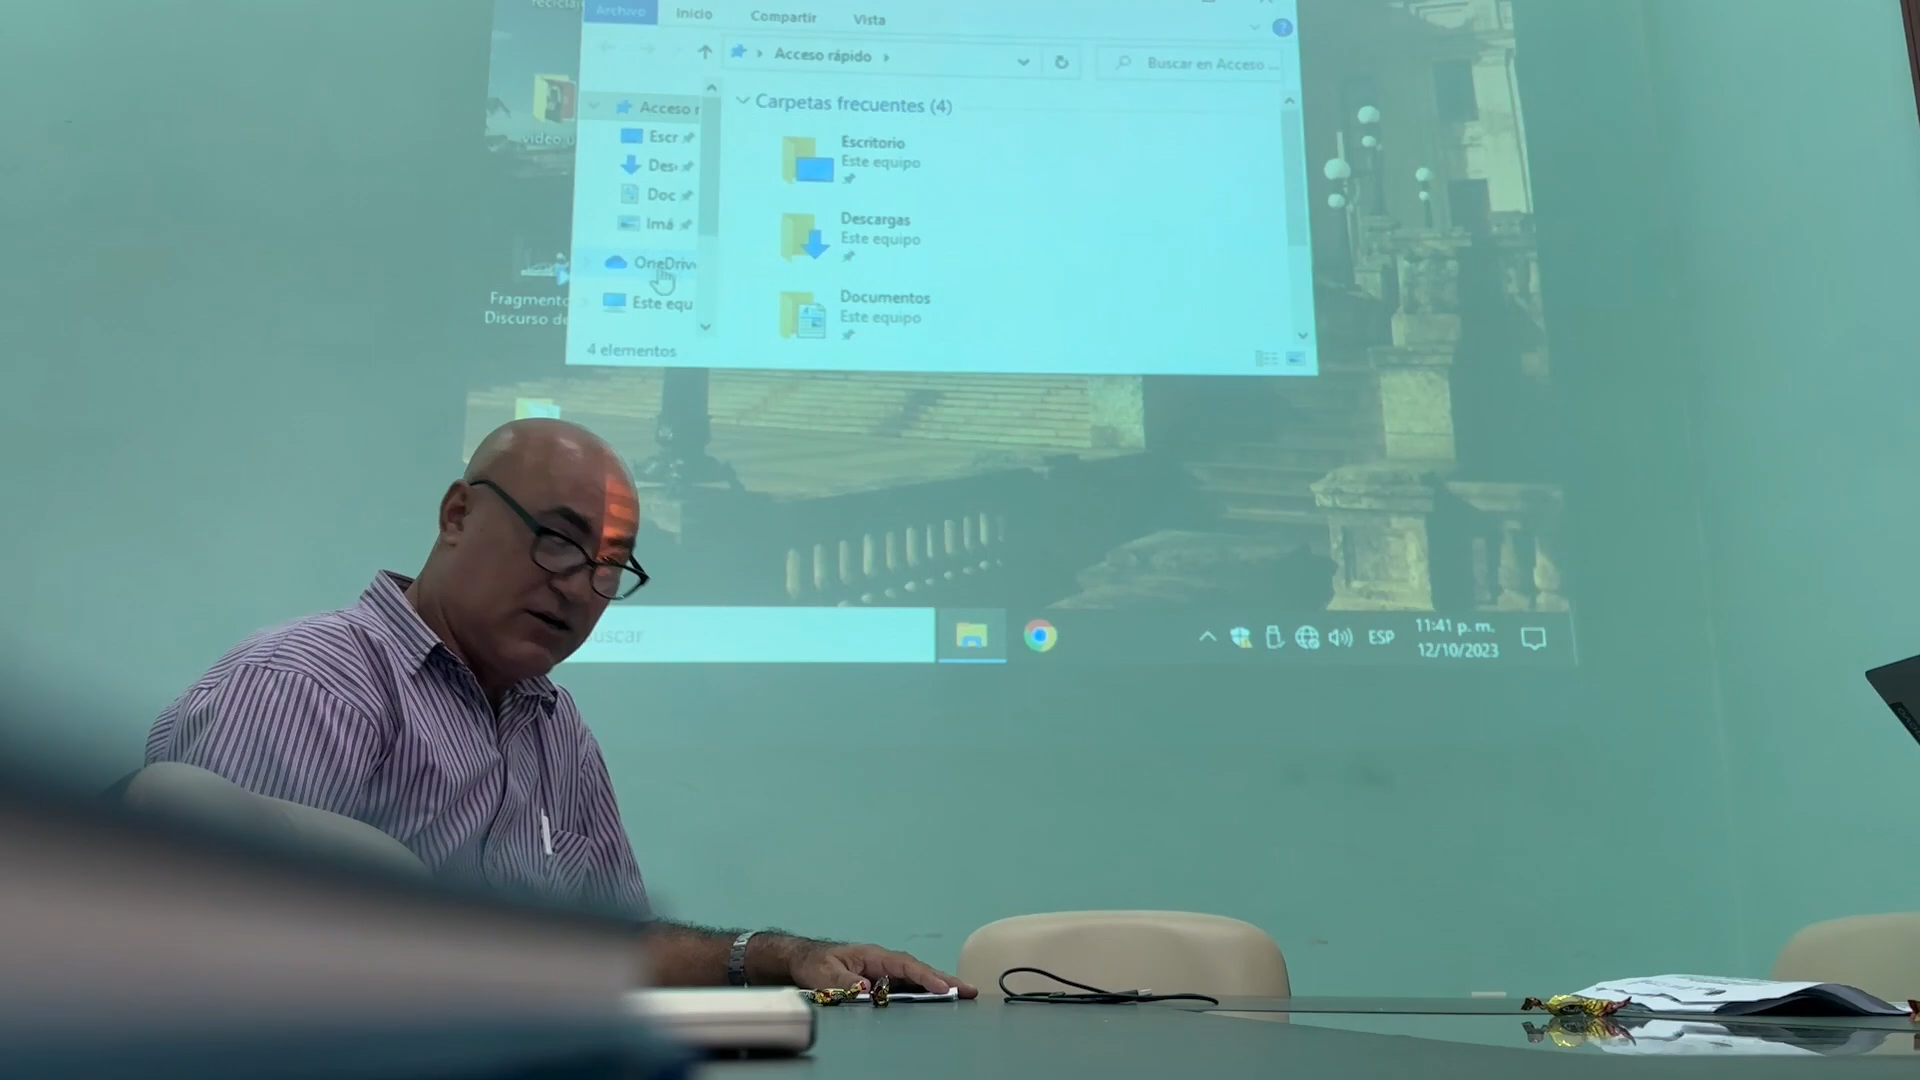 Archivo Inicio Compartir Vista
Acceso rápido
Buscar en Acceso ...
Acceso r
Escr
Des
Doc
Imá
OneDriv
Este equ
4 elementos
Carpetas frecuentes (4)
Escritorio
Este equipo
Descargas
Este equipo
Documentos
Este equipo
Fragmento
Discurso de
uscar
ESP
11:41 p. m.
12/10/2023